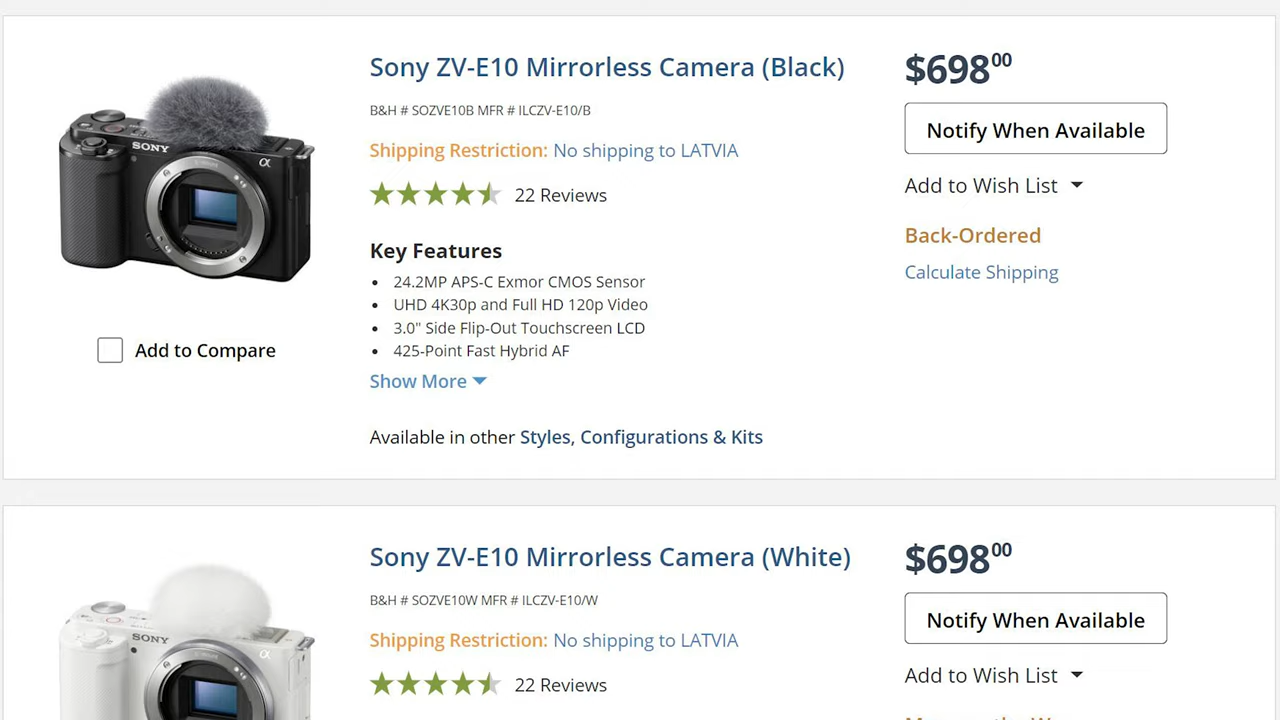 Sony ZV-E10 Mirrorless Camera (Black)
B&H # SOZVE10B MFR # ILCZV-E10/B
Shipping Restriction: No shipping to LATVIA
22 Reviews
Key Features
24.2MP APS-C Exmor CMOS Sensor
UHD 4K30p and Full HD 120p Video
3.0" Side Flip-Out Touchscreen LCD
425-Point Fast Hybrid AF
Show More
Available in other Styles, Configurations & Kits
$698.00
Notify When Available
Add to Wish List
Back-Ordered
Calculate Shipping
SONY
α
Add to Compare
Sony ZV-E10 Mirrorless Camera (White)
B&H # SOZVE10W MFR # ILCZV-E10/W
Shipping Restriction: No shipping to LATVIA
22 Reviews
$698.00
Notify When Available
Add to Wish List
SONY
α